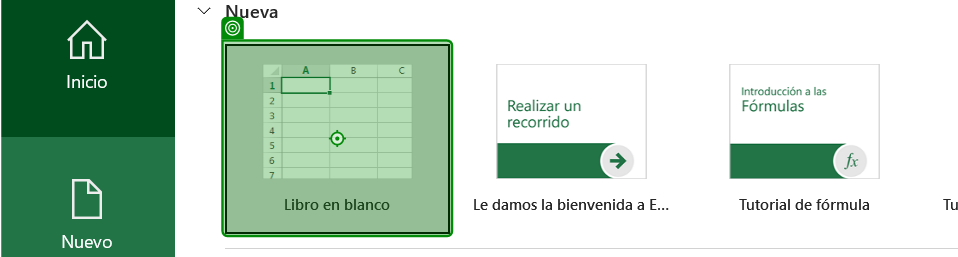 Nueva
Inicio
Nuevo
A B C
1
2
3
4
5
6
7
Libro en blanco
Realizar un
recorrido
Le damos la bienvenida a E...
Introducción a las
Fórmulas
fx
Tutorial de fórmula
Tu